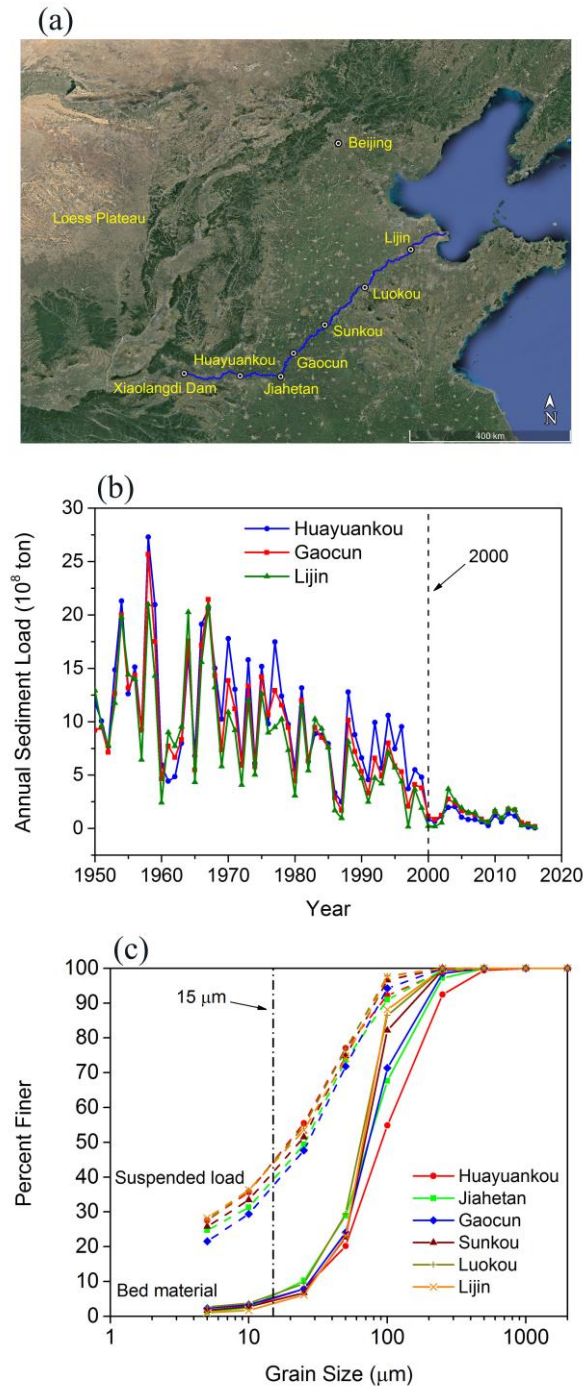 (a)
Beijing
Loess Plateau
Lijin
Luokou
Sunkou
Huayuankou
Gaocun
Xiaolangdi Dam
Jiahetan
N
400 km
(b)
30
25
20
15
10
5
0
Annual Sediment Load (10⁸ ton)
Huayuankou
Gaocun
Lijin
2000
1950 1960 1970 1980 1990 2000 2010 2020
Year
(c)
100
90
80
70
60
50
40
30
20
10
0
Percent Finer
15 μm
Suspended load
Bed material
Huayuankou
Jiahetan
Gaocun
Sunkou
Luokou
Lijin
1 10 100 1000
Grain Size (μm)